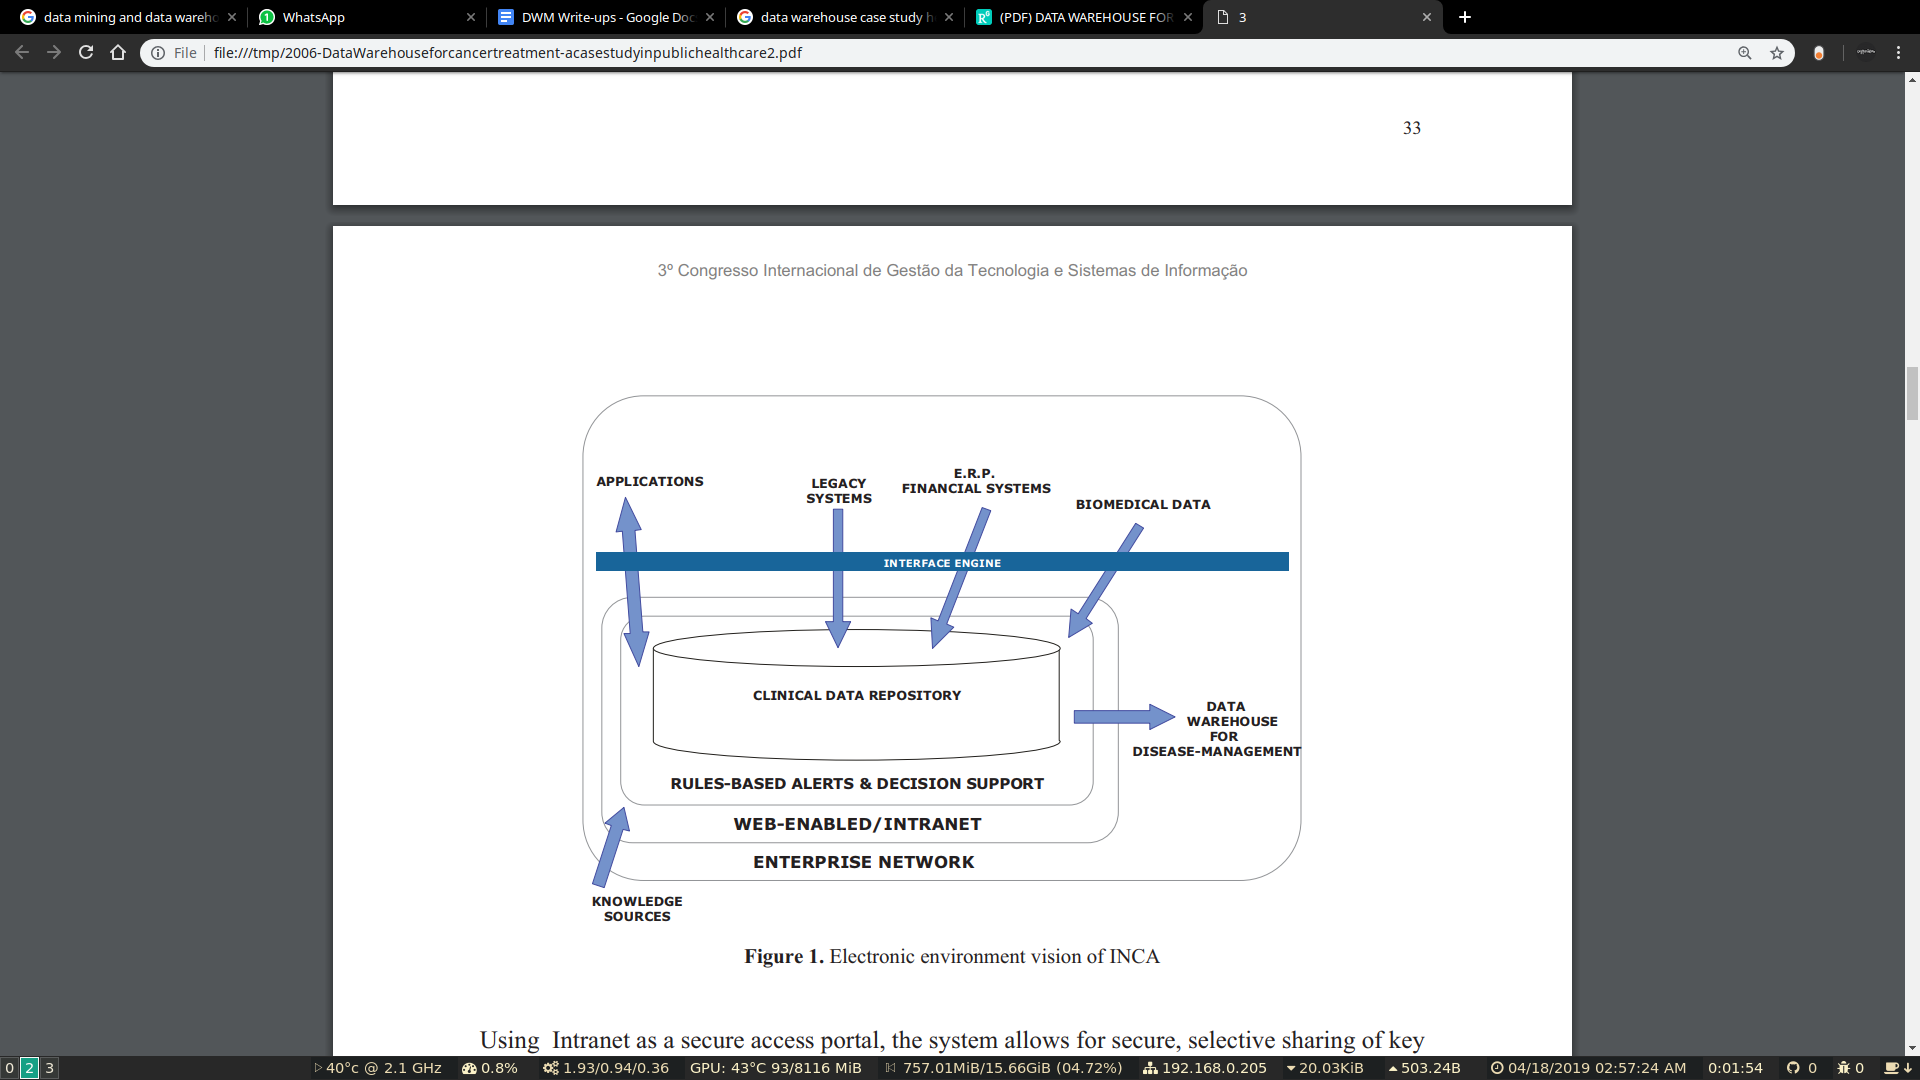 data mining and data wareho
WhatsApp
DWM Write-ups - Google Doc
data warehouse case study h
(PDF) DATA WAREHOUSE FOR
3
File
file:///tmp/2006-DataWarehouseforcancertreatment-acasestudyinpublichealthcare2.pdf
33
3º Congresso Internacional de Gestão da Tecnologia e Sistemas de Informação
APPLICATIONS
LEGACY
SYSTEMS
E.R.P.
FINANCIAL SYSTEMS
BIOMEDICAL DATA
INTERFACE ENGINE
CLINICAL DATA REPOSITORY
DATA
WAREHOUSE
FOR
DISEASE-MANAGEMENT
RULES-BASED ALERTS & DECISION SUPPORT
WEB-ENABLED/INTRANET
ENTERPRISE NETWORK
KNOWLEDGE
SOURCES
Figure 1. Electronic environment vision of INCA
Using Intranet as a secure access portal, the system allows for secure, selective sharing of key
0 2 3 40°c @ 2.1 GHz 0.8% 1.93/0.94/0.36 GPU: 43°C 93/8116 MiB 757.01MiB/15.66GiB (04.72%) 192.168.0.205 20.03KiB 503.24B 04/18/2019 02:57:24 AM 0:01:54 0 0